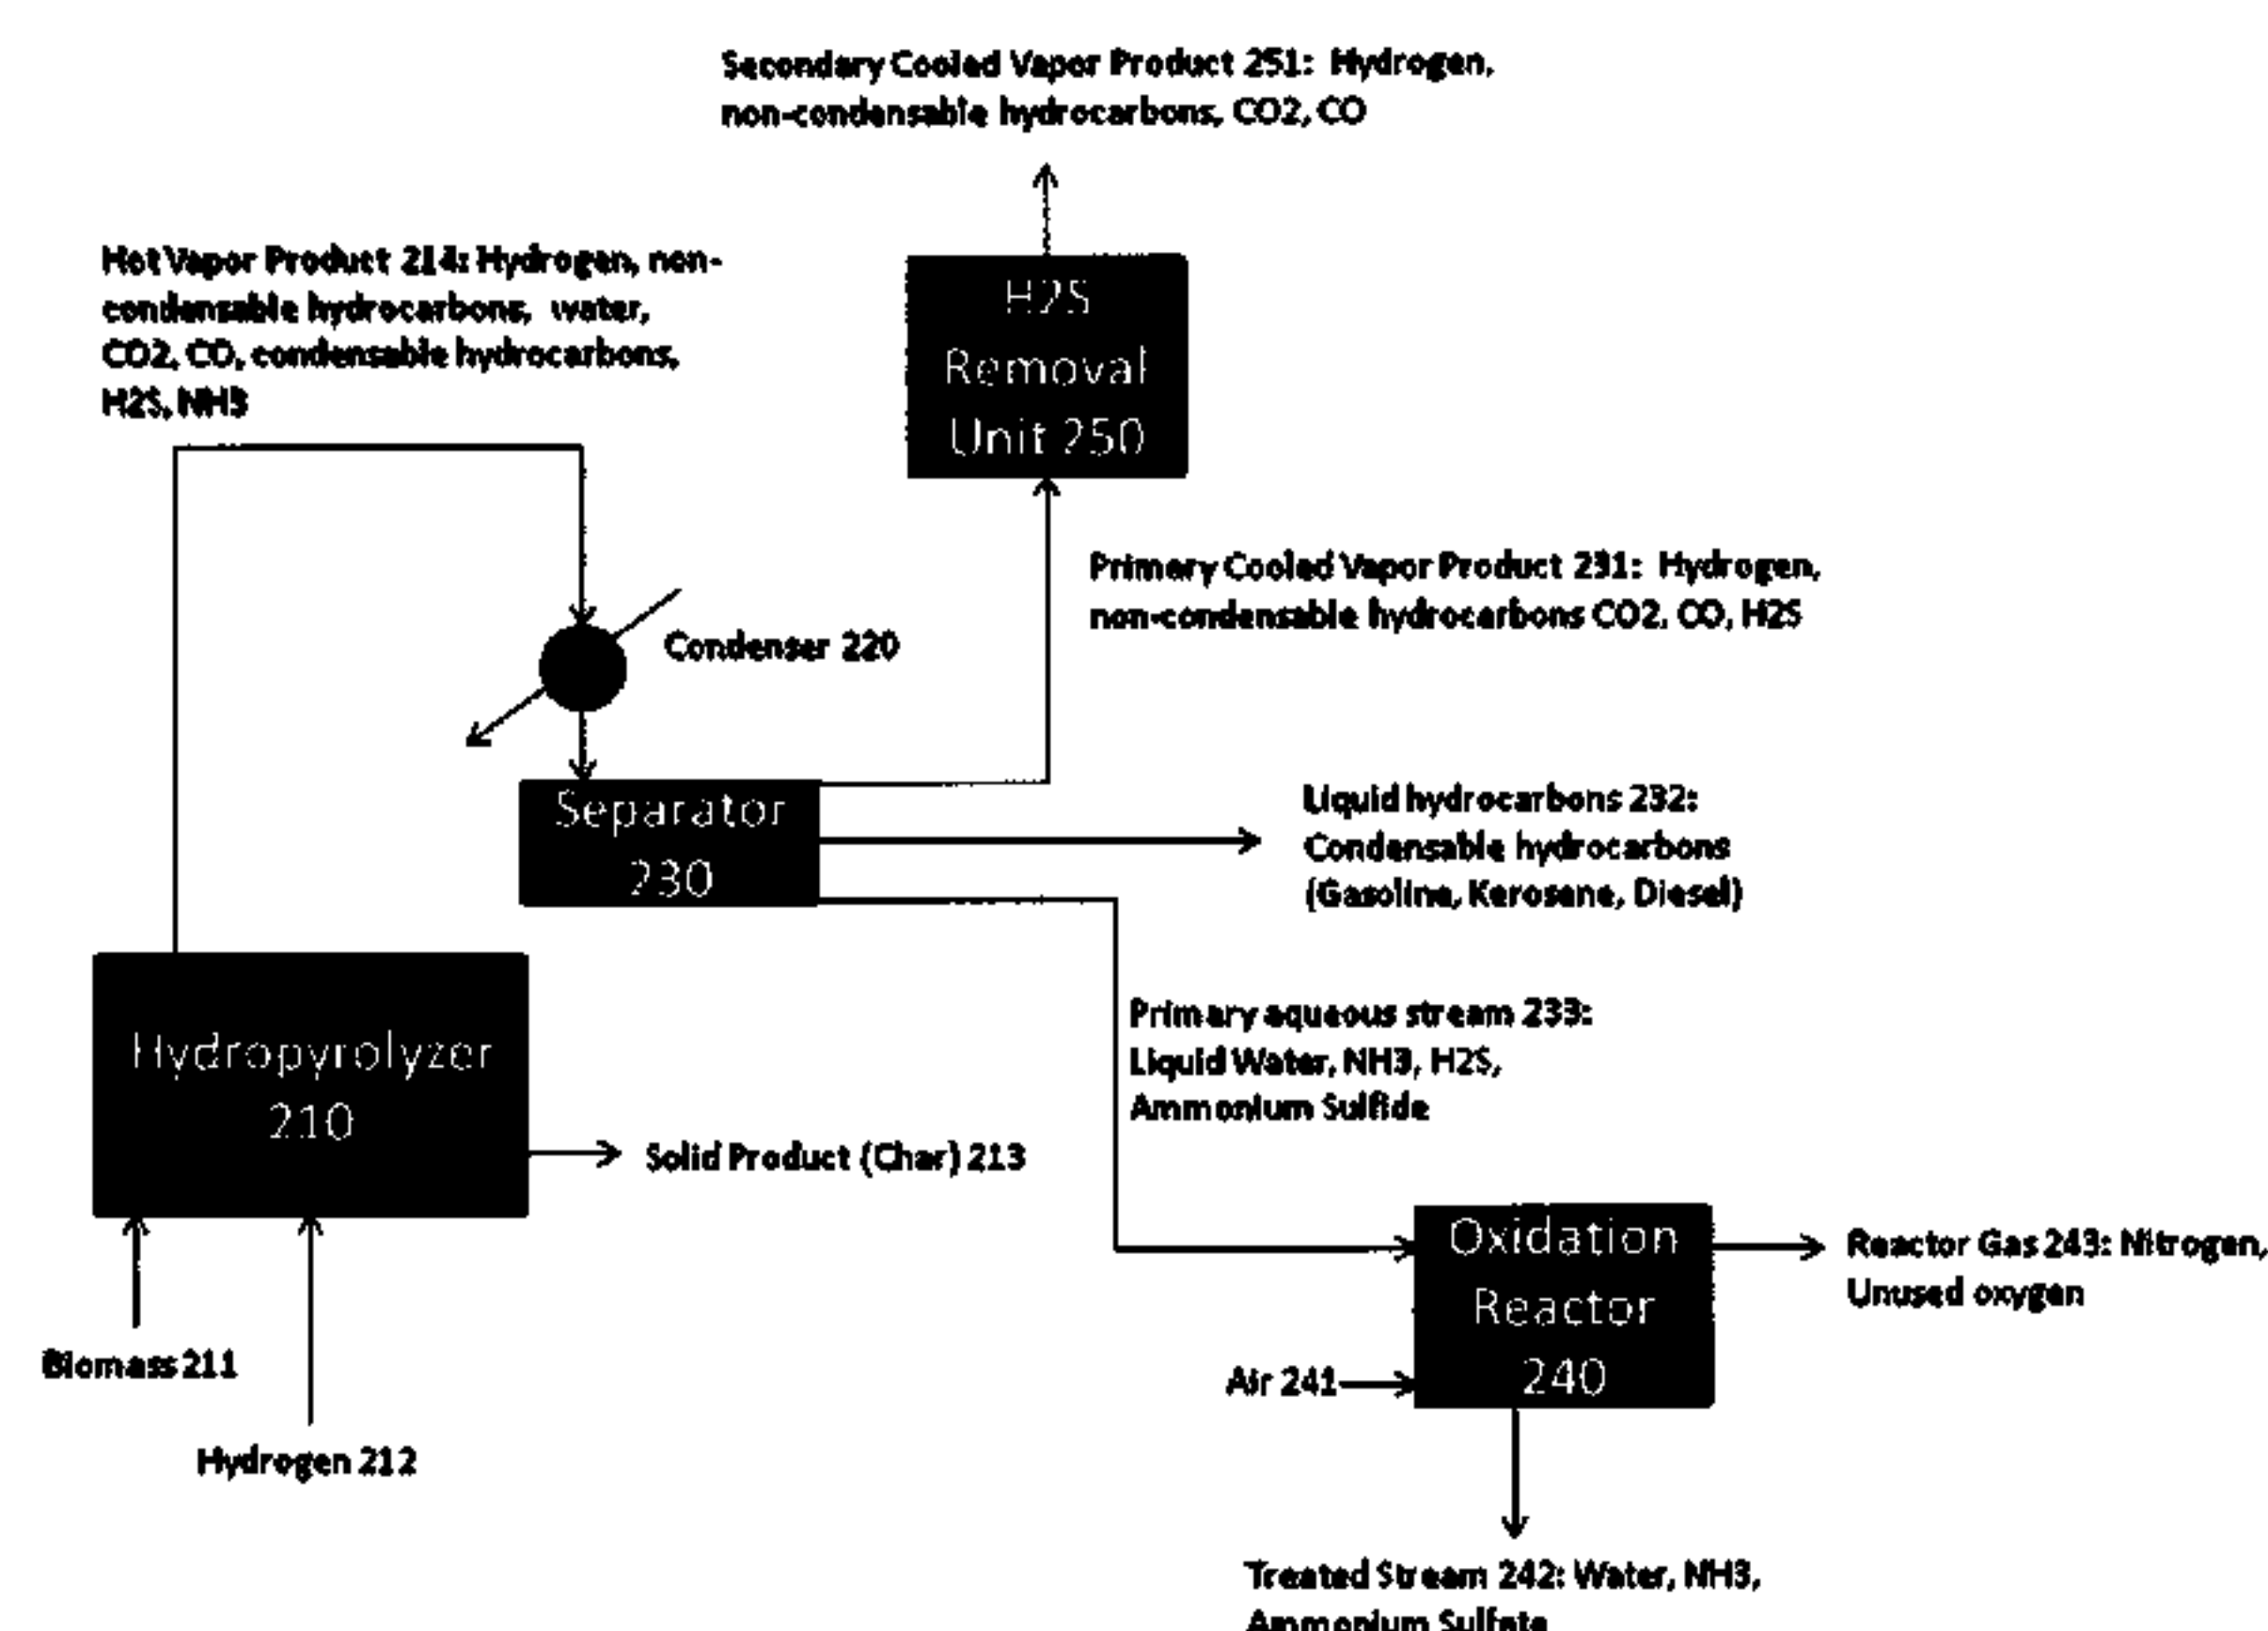 Secondary Cooled Vapor Product 251: Hydrogen,
non-condensable hydrocarbons, CO2, CO
Hot Vapor Product 214: Hydrogen, non-
condensable hydrocarbons, water,
CO2, CO, condensable hydrocarbons,
H2S, NH3
H2S
Removal
Unit 250
Primary Cooled Vapor Product 231: Hydrogen,
non-condensable hydrocarbons CO2, CO, H2S
Condenser 220
Separator
230
Liquid hydrocarbons 232:
Condensable hydrocarbons
(Gasoline, Kerosene, Diesel)
Hydropyrolyzer
210
Primary aqueous stream 233:
Liquid Water, NH3, H2S,
Ammonium Sulfide
Solid Product (Char) 213
Oxidation
Reactor
240
Reactor Gas 243: Nitrogen,
Unused oxygen
Biomass 211
Air 241
Hydrogen 212
Treated Stream 242: Water, NH3,
Ammonium Sulfate